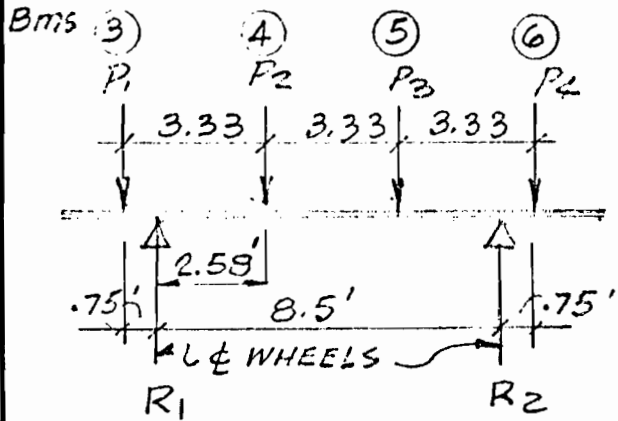 Bms ③ ④ ⑤ ⑥
P1 P2 P3 P4
3.33 3.33 3.33
2.58'
.75' 8.5' .75'
℄ WHEELS
R1 R2